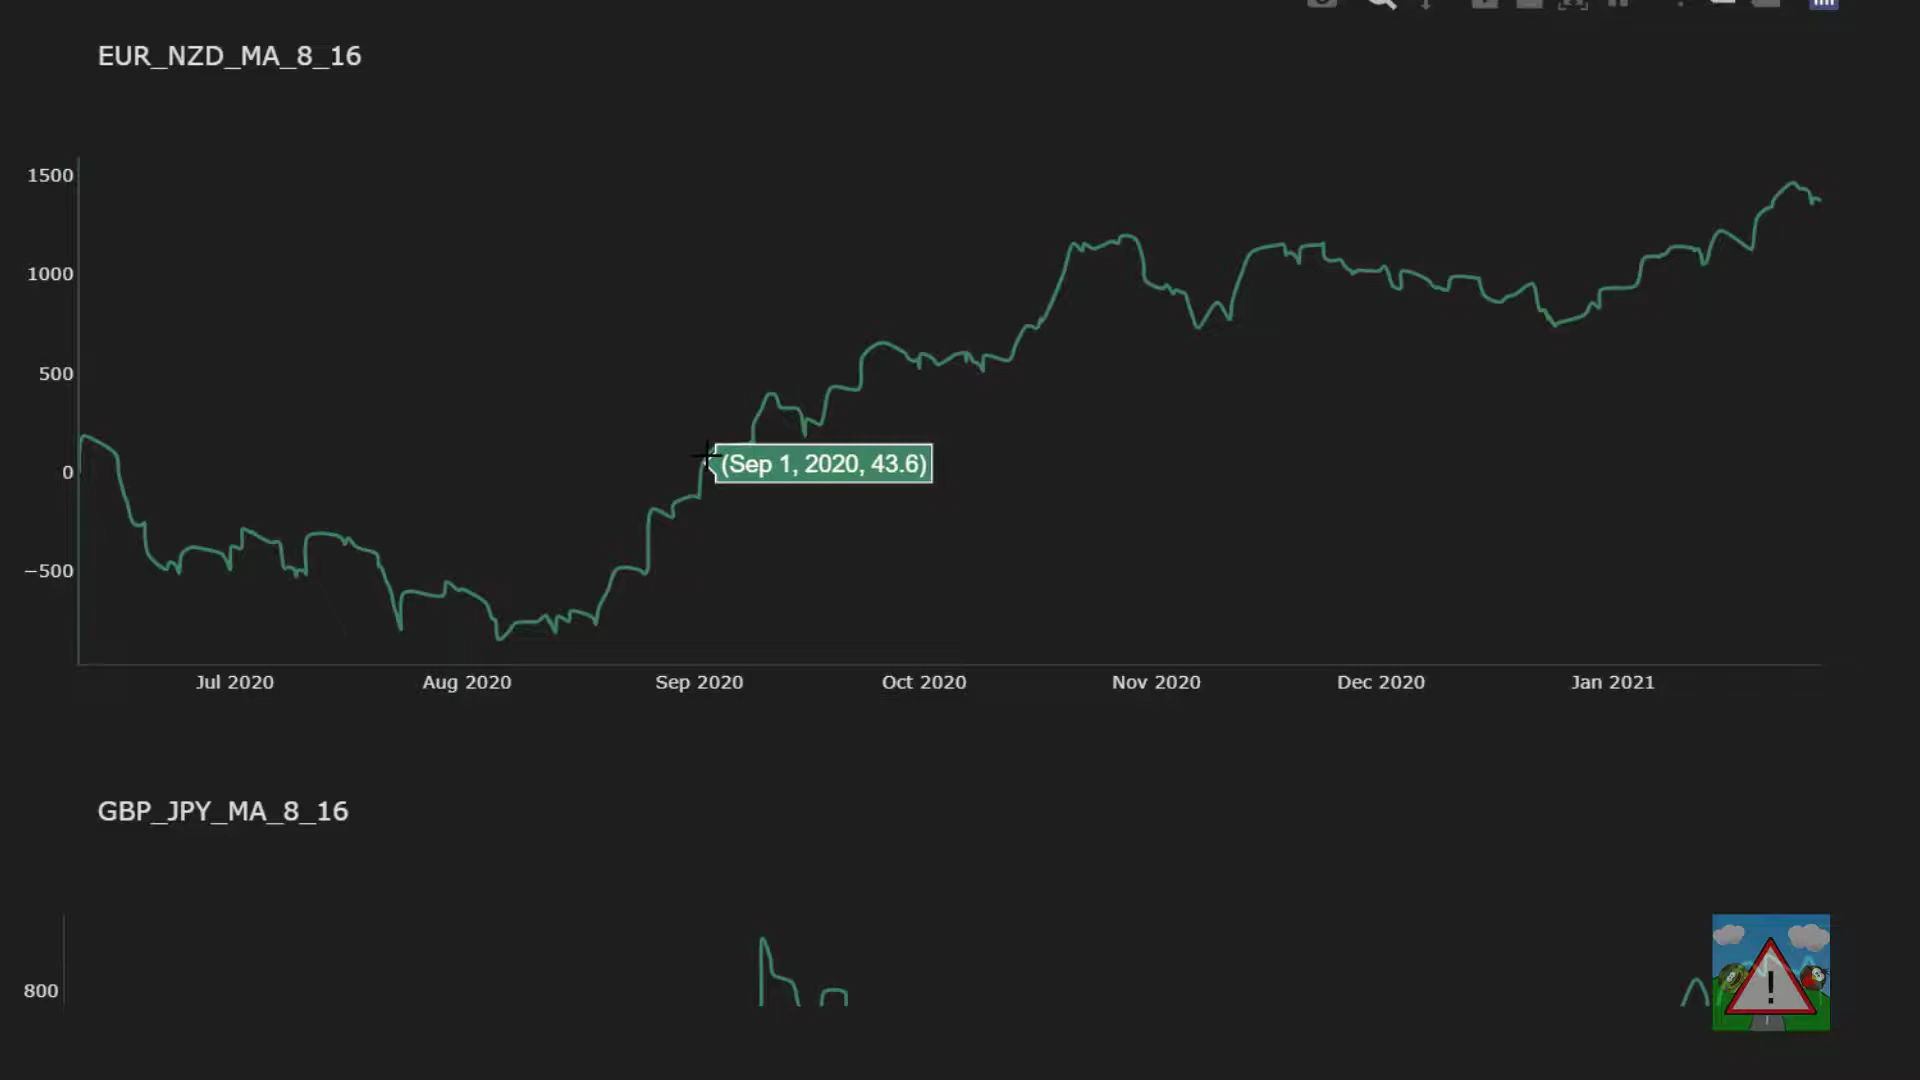 EUR_NZD_MA_8_16
1500
1000
500
0
−500
(Sep 1, 2020, 43.6)
Jul 2020
Aug 2020
Sep 2020
Oct 2020
Nov 2020
Dec 2020
Jan 2021
GBP_JPY_MA_8_16
800
!